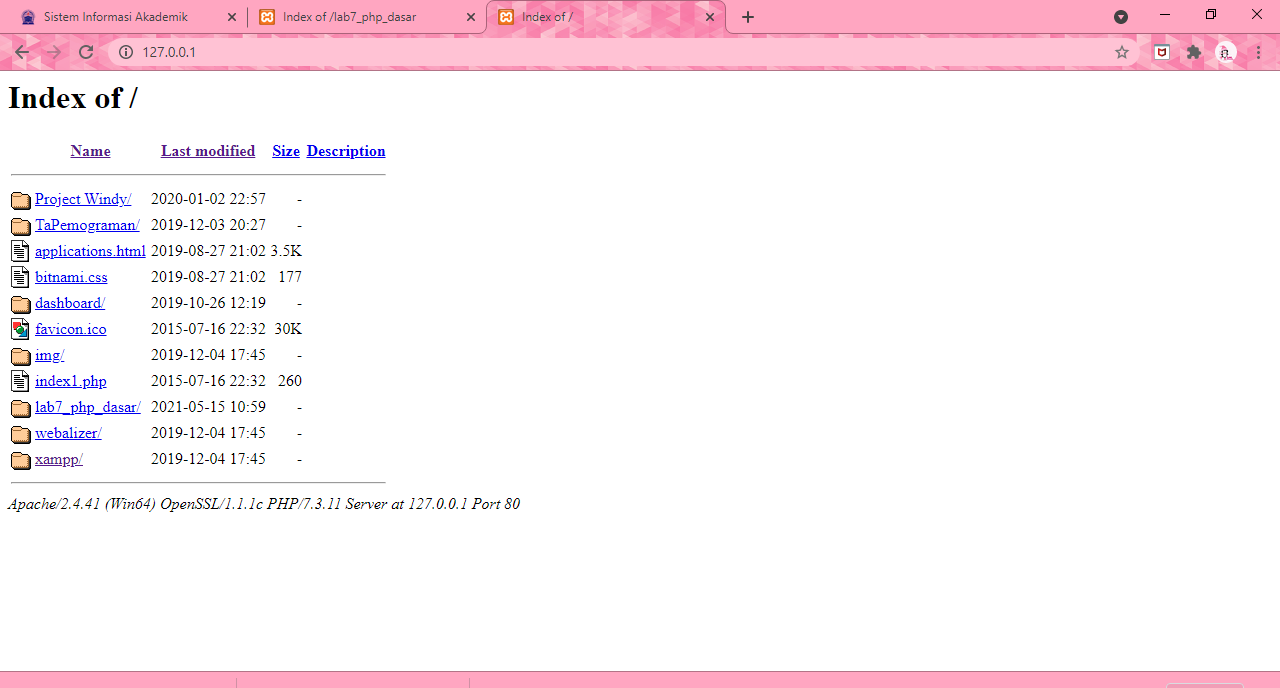 Sistem Informasi Akademik
Index of /lab7_php_dasar
Index of /
127.0.0.1
Index of /
Name Last modified Size Description
Project Windy/ 2020-01-02 22:57 -
TaPemograman/ 2019-12-03 20:27 -
applications.html 2019-08-27 21:02 3.5K
bitnami.css 2019-08-27 21:02 177
dashboard/ 2019-10-26 12:19 -
favicon.ico 2015-07-16 22:32 30K
img/ 2019-12-04 17:45 -
index1.php 2015-07-16 22:32 260
lab7_php_dasar/ 2021-05-15 10:59 -
webalizer/ 2019-12-04 17:45 -
xampp/ 2019-12-04 17:45 -
Apache/2.4.41 (Win64) OpenSSL/1.1.1c PHP/7.3.11 Server at 127.0.0.1 Port 80